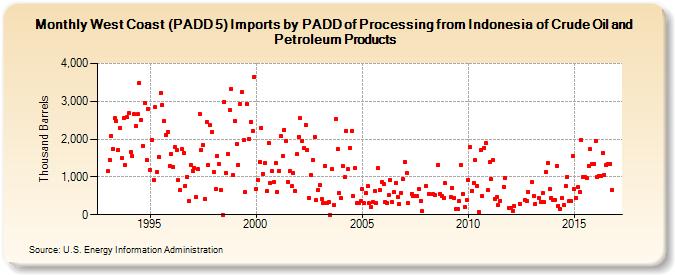 Monthly West Coast (PADD 5) Imports by PADD of Processing from Indonesia of Crude Oil and
Petroleum Products
Thousand Barrels
4,000
3,000
2,000
1,000
0
1995
2000
2005
2010
2015
Source: U.S. Energy Information Administration